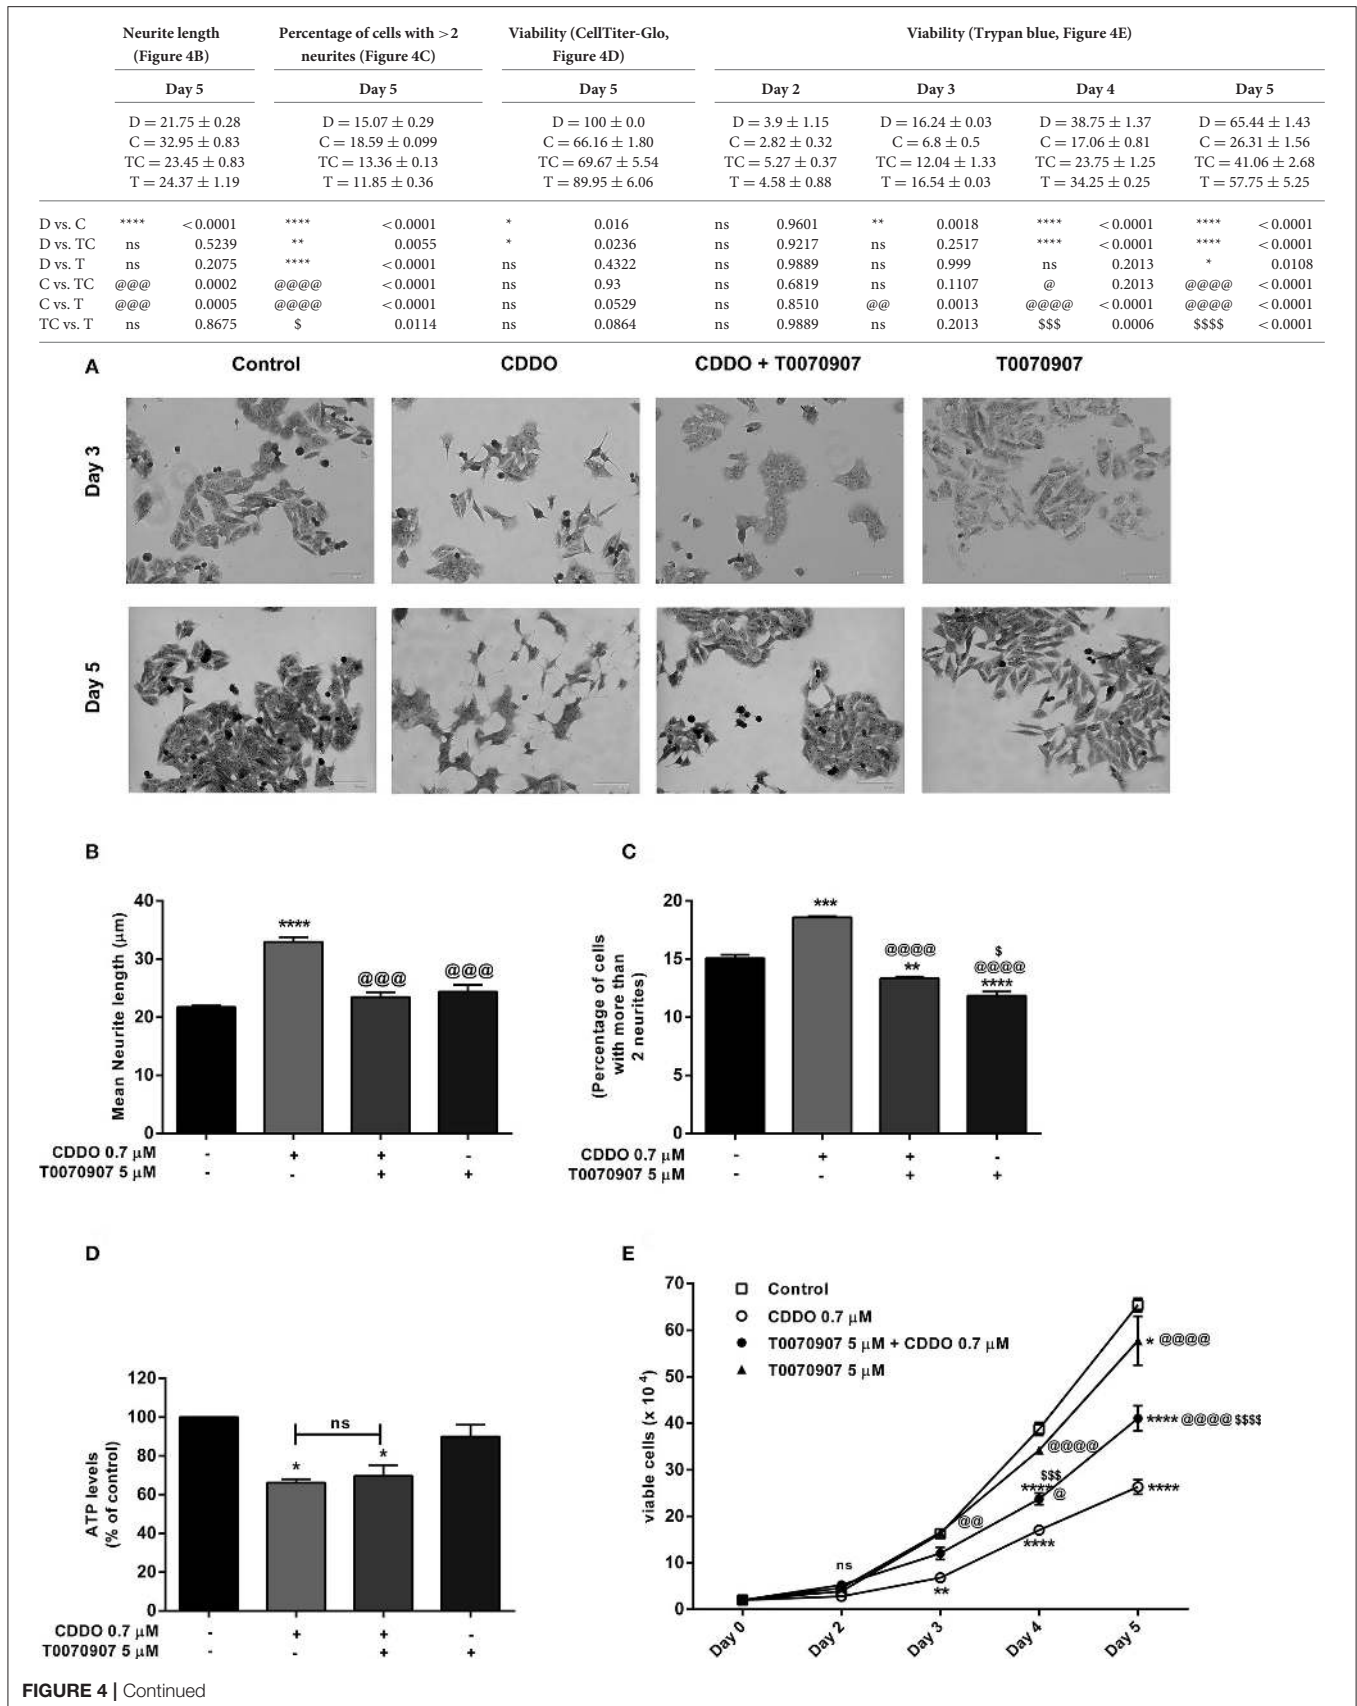 Neurite length Percentage of cells with >2 Viability (CellTiter-Glo, Viability (Trypan blue, Figure 4E)
(Figure 4B) neurites (Figure 4C) Figure 4D)
Day 5 Day 5 Day 5 Day 2 Day 3 Day 4 Day 5
D = 21.75 ± 0.28 D = 15.07 ± 0.29 D = 100 ± 0.0 D = 3.9 ± 1.15 D = 16.24 ± 0.03 D = 38.75 ± 1.37 D = 65.44 ± 1.43
C = 32.95 ± 0.83 C = 18.59 ± 0.099 C = 66.16 ± 1.80 C = 2.82 ± 0.32 C = 6.8 ± 0.5 C = 17.06 ± 0.81 C = 26.31 ± 1.56
TC = 23.45 ± 0.83 TC = 13.36 ± 0.13 TC = 69.67 ± 5.54 TC = 5.27 ± 0.37 TC = 12.04 ± 1.33 TC = 23.75 ± 1.25 TC = 41.06 ± 2.68
T = 24.37 ± 1.19 T = 11.85 ± 0.36 T = 89.95 ± 6.06 T = 4.58 ± 0.88 T = 16.54 ± 0.03 T = 34.25 ± 0.25 T = 57.75 ± 5.25
D vs. C **** <0.0001 **** <0.0001 * 0.016 ns 0.9601 ** 0.0018 **** <0.0001 **** <0.0001
D vs. TC ns 0.5239 ** 0.0055 * 0.0236 ns 0.9217 ns 0.2517 **** <0.0001 **** <0.0001
D vs. T ns 0.2075 **** <0.0001 ns 0.4322 ns 0.9889 ns 0.999 ns 0.2013 * 0.0108
C vs. TC @@@ 0.0002 @@@@ <0.0001 ns 0.93 ns 0.6819 ns 0.1107 @ 0.2013 @@@@ <0.0001
C vs. T @@@ 0.0005 @@@@ <0.0001 ns 0.0529 ns 0.8510 @@ 0.0013 @@@@ <0.0001 @@@@ <0.0001
TC vs. T ns 0.8675 $ 0.0114 ns 0.0864 ns 0.9889 ns 0.2013 $$$ 0.0006 $$$$ <0.0001
A Control CDDO CDDO + T0070907 T0070907
Day 3
Day 5
B
Mean Neurite length (μm)
40
30
20
10
0
****
@@@
@@@
CDDO 0.7 μM - + + -
T0070907 5 μM - - + +
C
(Percentage of cells
with more than
2 neurites)
20
15
10
5
0
***
@@@@
**
$
@@@@
****
CDDO 0.7 μM - + + -
T0070907 5 μM - - + +
D
ATP levels
(% of control)
120
100
80
60
40
20
0
ns
*
*
CDDO 0.7 μM - + + -
T0070907 5 μM - - + +
E
viable cells (x 10 4)
70
60
50
40
30
20
10
0
Control
CDDO 0.7 μM
T0070907 5 μM + CDDO 0.7 μM
T0070907 5 μM
* @@@@
**** @@@@ $$$$
@@@@
$$$
****@
****
@@
****
ns
**
Day 0 Day 2 Day 3 Day 4 Day 5
FIGURE 4 | Continued